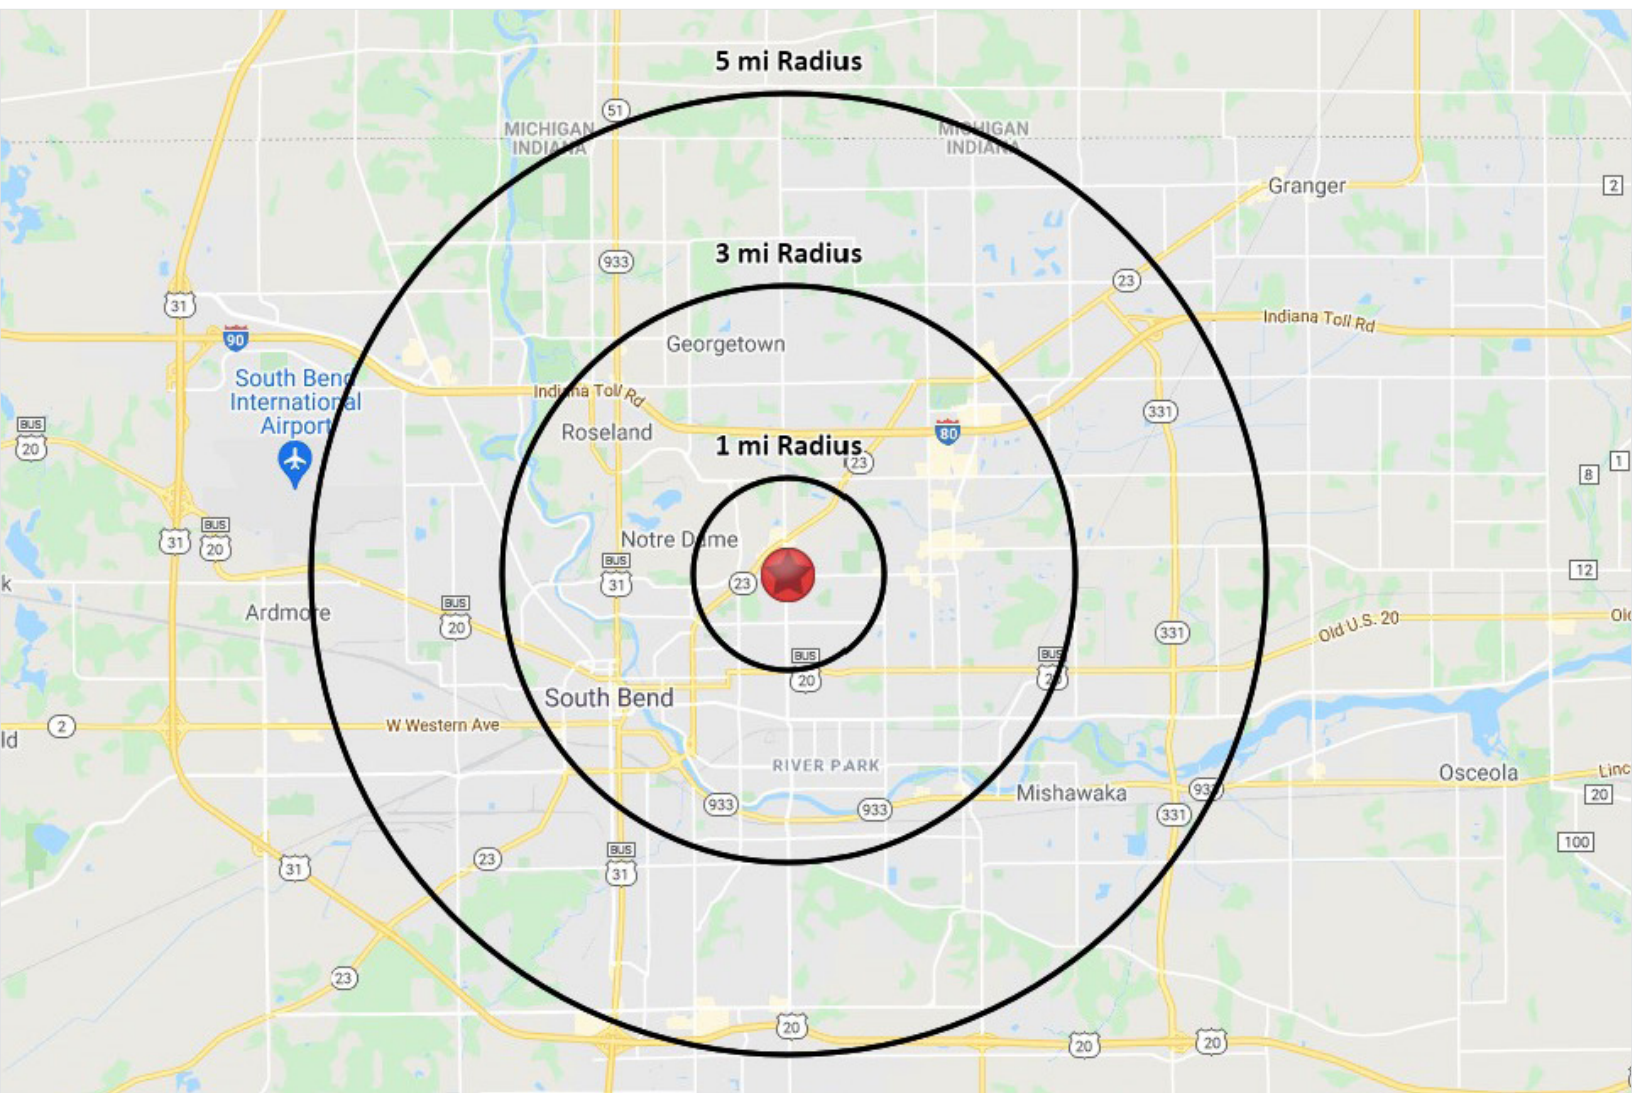 5 mi Radius
51
MICHIGAN
INDIANA
MICHIGAN
INDIANA
Granger
2
3 mi Radius
933
23
31
Indiana Toll Rd
90
Georgetown
South Bend
International
Airport
Indiana Toll Rd
331
BUS
20
Roseland
80
1 mi Radius
23
1
8
BUS
20
31
Notre Dame
BUS
31
23
12
k
Ardmore
BUS
20
Old U.S. 20
Old
331
BUS
20
BUS
20
South Bend
2
W Western Ave
ld
RIVER PARK
Osceola
Linc
Mishawaka
933
20
933
933
331
100
BUS
31
23
31
23
20
20
20